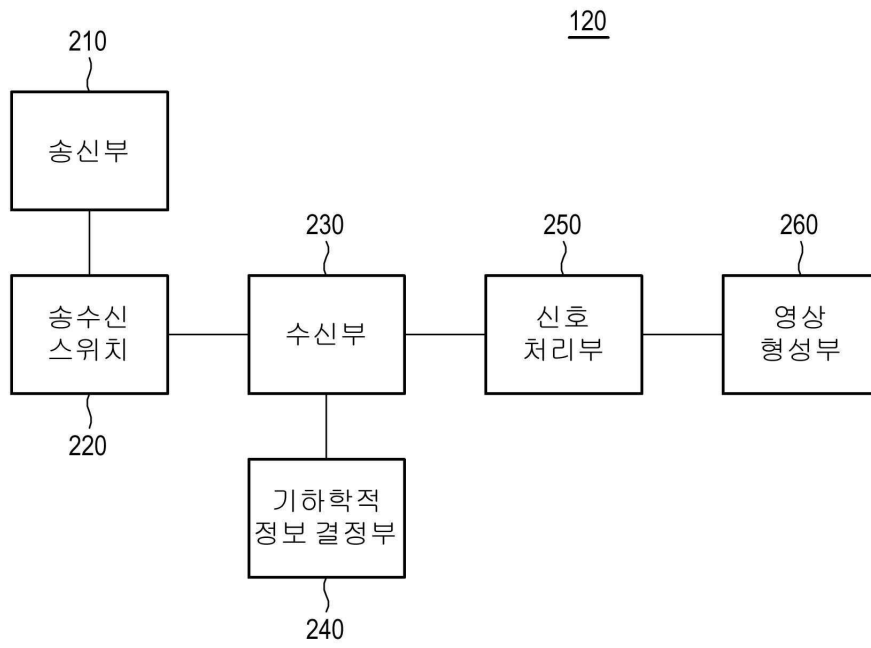 120
210
송신부
230
250
260
송수신
스위치
수신부
신호
처리부
영상
형성부
220
기하학적
정보 결정부
240